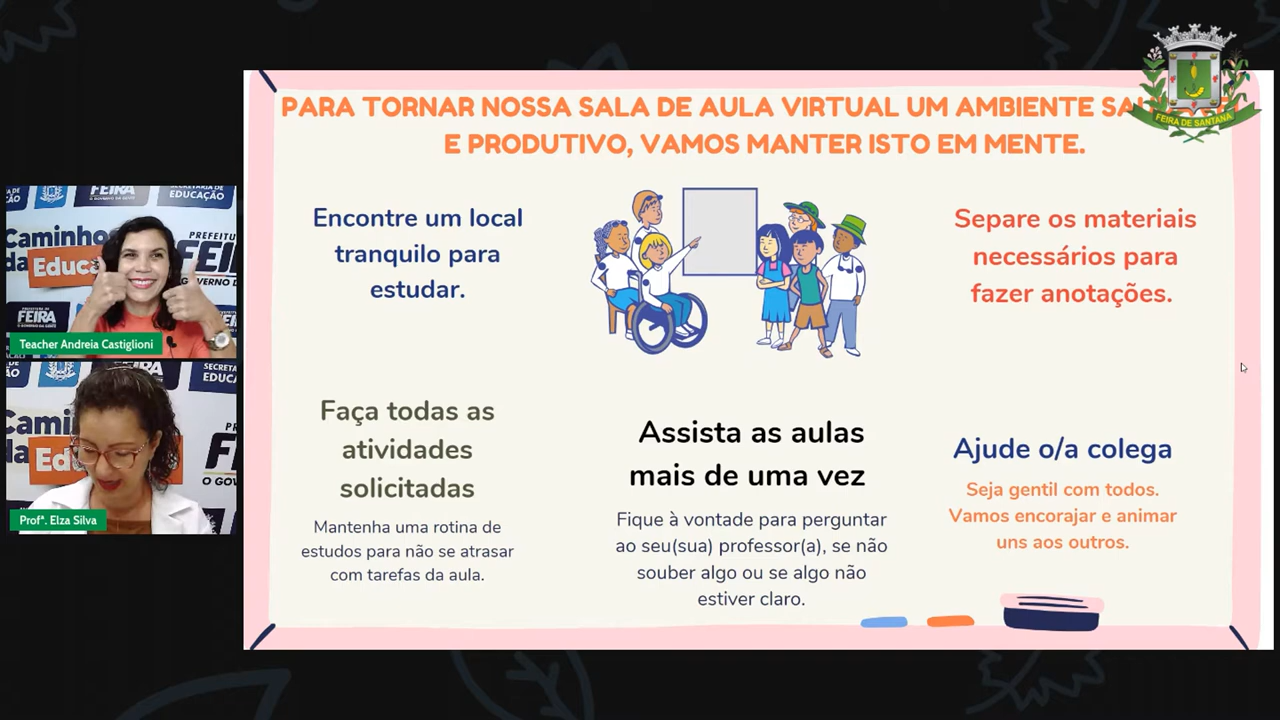 PARA TORNAR NOSSA SALA DE AULA VIRTUAL UM AMBIENTE
E PRODUTIVO, VAMOS MANTER ISTO EM MENTE.
FEIRA DE SANTANA
Encontre um local
tranquilo para
estudar.
Separe os materiais
necessários para
fazer anotações.
Faça todas as
atividades
solicitadas
Mantenha uma rotina de
estudos para não se atrasar
com tarefas da aula.
Assista as aulas
mais de uma vez
Fique à vontade para perguntar
ao seu(sua) professor(a), se não
souber algo ou se algo não
estiver claro.
Ajude o/a colega
Seja gentil com todos.
Vamos encorajar e animar
uns aos outros.
FEIRA
EDUCAÇÃO
Caminho
da Educa
FEIRA
Teacher Andreia Castiglioni
Profª. Elza Silva